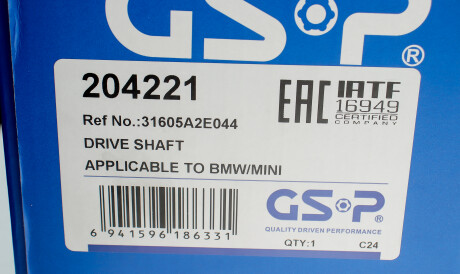 GSP®
204221
EAC IATF
16949
CERTIFIED
COMPANY
Ref No.:31605A2E044
DRIVE SHAFT
APPLICABLE TO BMW/MINI
GSP®
QUALITY DRIVEN PERFORMANCE
6 941596 186331
QTY:1 C24